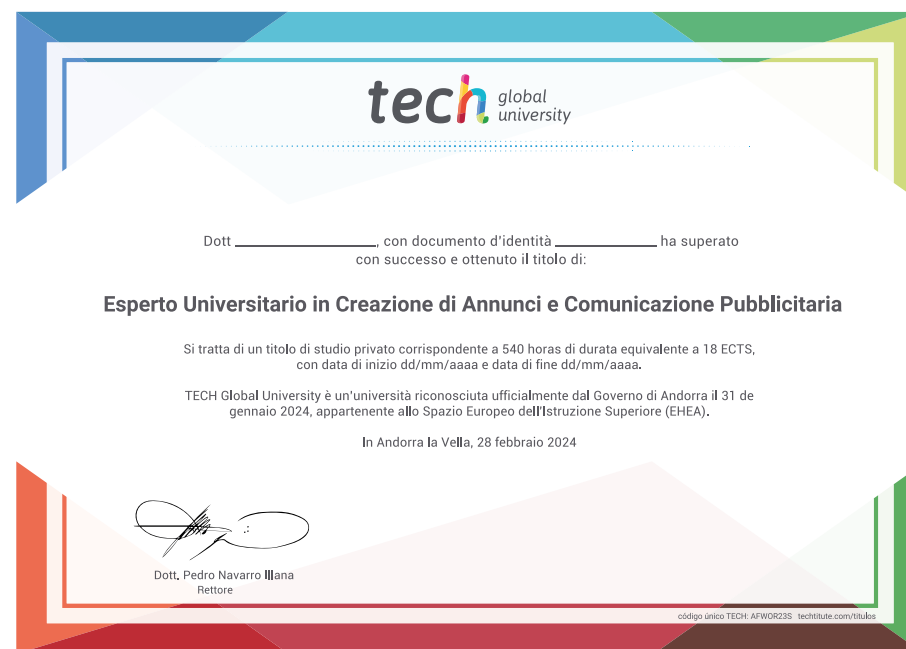 tech global university
Dott ______________, con documento d'identità __________ ha superato
con successo e ottenuto il titolo di:
Esperto Universitario in Creazione di Annunci e Comunicazione Pubblicitaria
Si tratta di un titolo di studio privato corrispondente a 540 horas di durata equivalente a 18 ECTS,
con data di inizio dd/mm/aaaa e data di fine dd/mm/aaaa.
TECH Global University è un'università riconosciuta ufficialmente dal Governo di Andorra il 31 de
gennaio 2024, appartenente allo Spazio Europeo dell'Istruzione Superiore (EHEA).
In Andorra la Vella, 28 febbraio 2024
Dott. Pedro Navarro Illana
Rettore
código único TECH: AFWOR23S techtitute.com/titulos